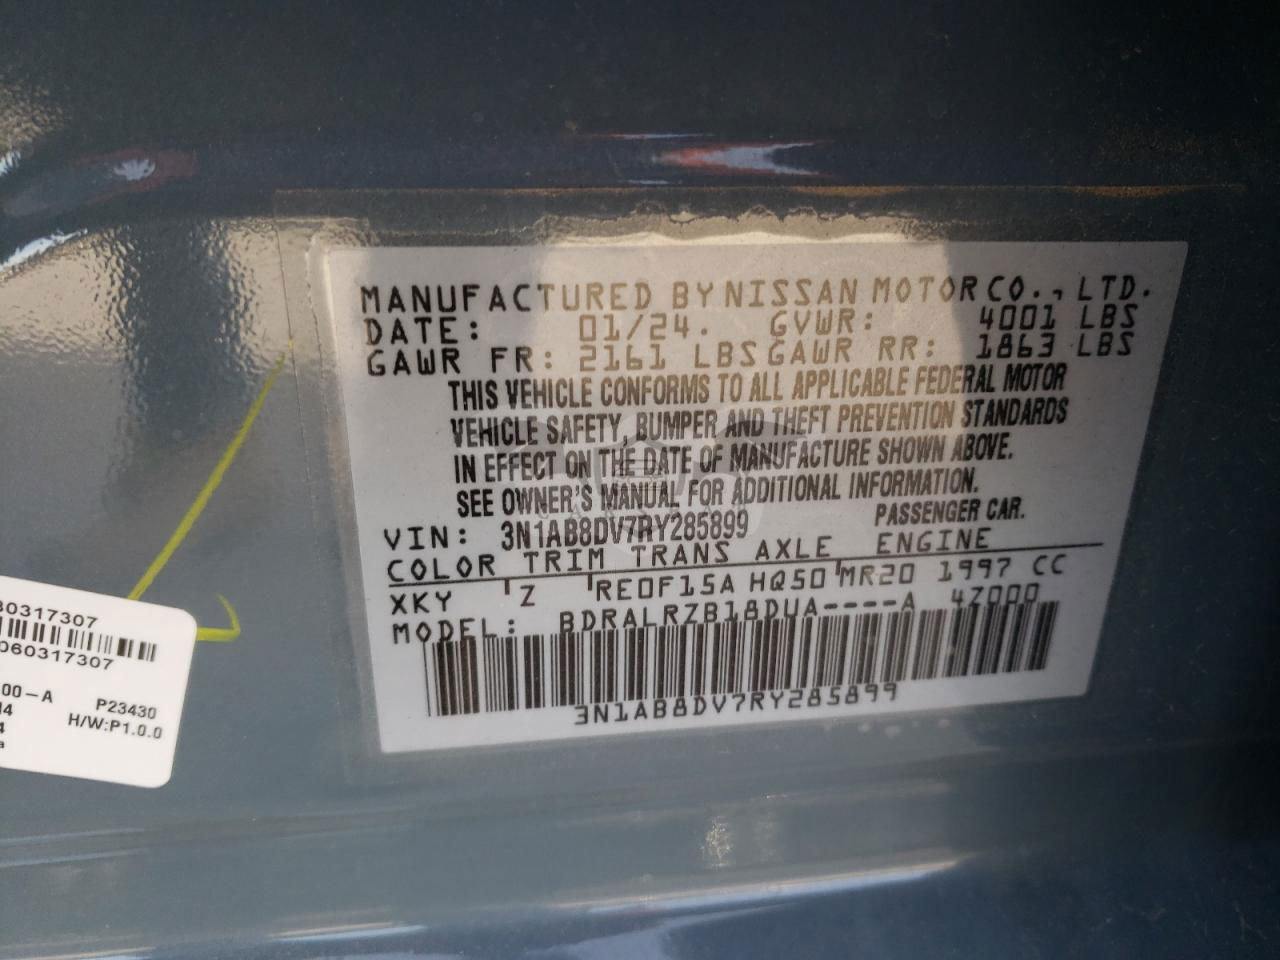 MANUFACTURED BY NISSAN MOTOR CO., LTD.
DATE: 01/24. GVWR: 4001 LBS
GAWR FR: 2161 LBS GAWR RR: 1863 LBS
THIS VEHICLE CONFORMS TO ALL APPLICABLE FEDERAL MOTOR
VEHICLE SAFETY, BUMPER AND THEFT PREVENTION STANDARDS
IN EFFECT ON THE DATE OF MANUFACTURE SHOWN ABOVE.
SEE OWNER'S MANUAL FOR ADDITIONAL INFORMATION.
VIN: 3N1AB8DV7RY285899 PASSENGER CAR.
COLOR TRIM TRANS AXLE ENGINE
XKY Z RE0F15A HQ50 MR20 1997 CC
MODEL: BDRALRZB18DUA----A 4Z000
3N1AB8DV7RY285899
30317307
060317307
00-A P23430
H/W:P1.0.0